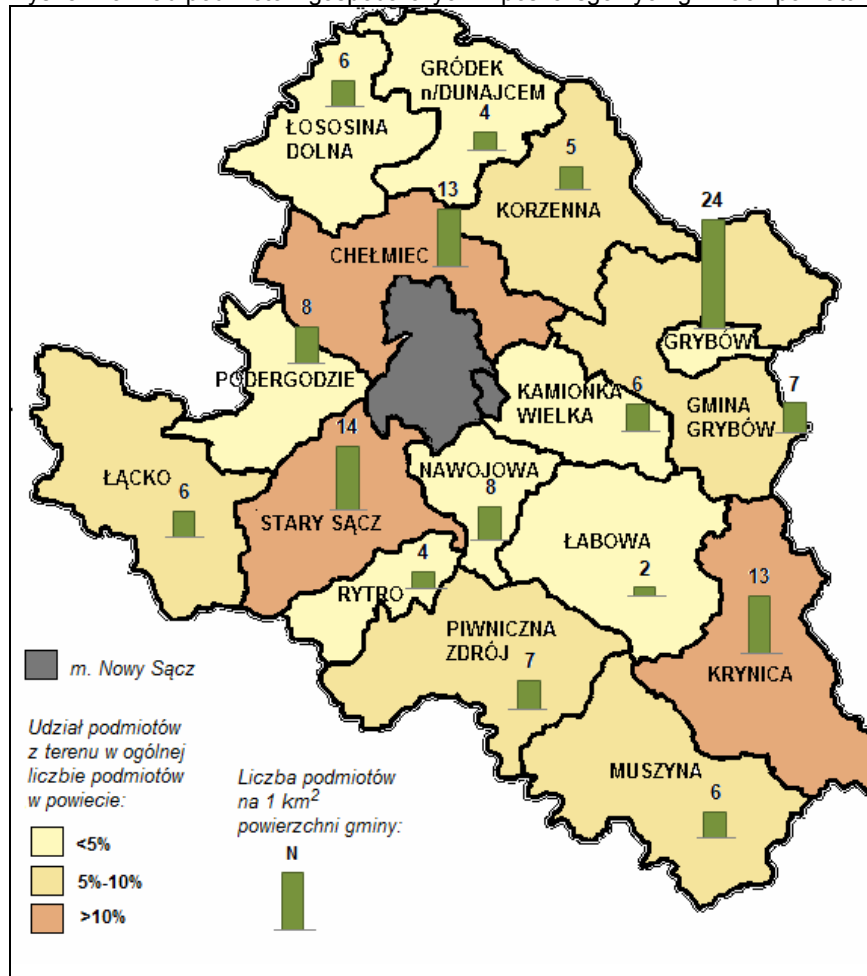 6
GRÓDEK
n/DUNAJCEM
4
ŁOSOSINA
DOLNA
5
KORZENNA
13
CHEŁMIEC
24
GRYBÓW
8
PODERGODZIE
KAMIONKA
WIELKA
6
GMINA
GRYBÓW
7
14
STARY SĄCZ
NAWOJOWA
8
ŁĄCKO
6
ŁABOWA
2
4
RYTRO
13
KRYNICA
PIWNICZNA
ZDRÓJ
7
MUSZYNA
6
m. Nowy Sącz
Udział podmiotów
z terenu w ogólnej
liczbie podmiotów
w powiecie:
<5%
5%-10%
>10%
Liczba podmiotów
na 1 km²
powierzchni gminy:
N